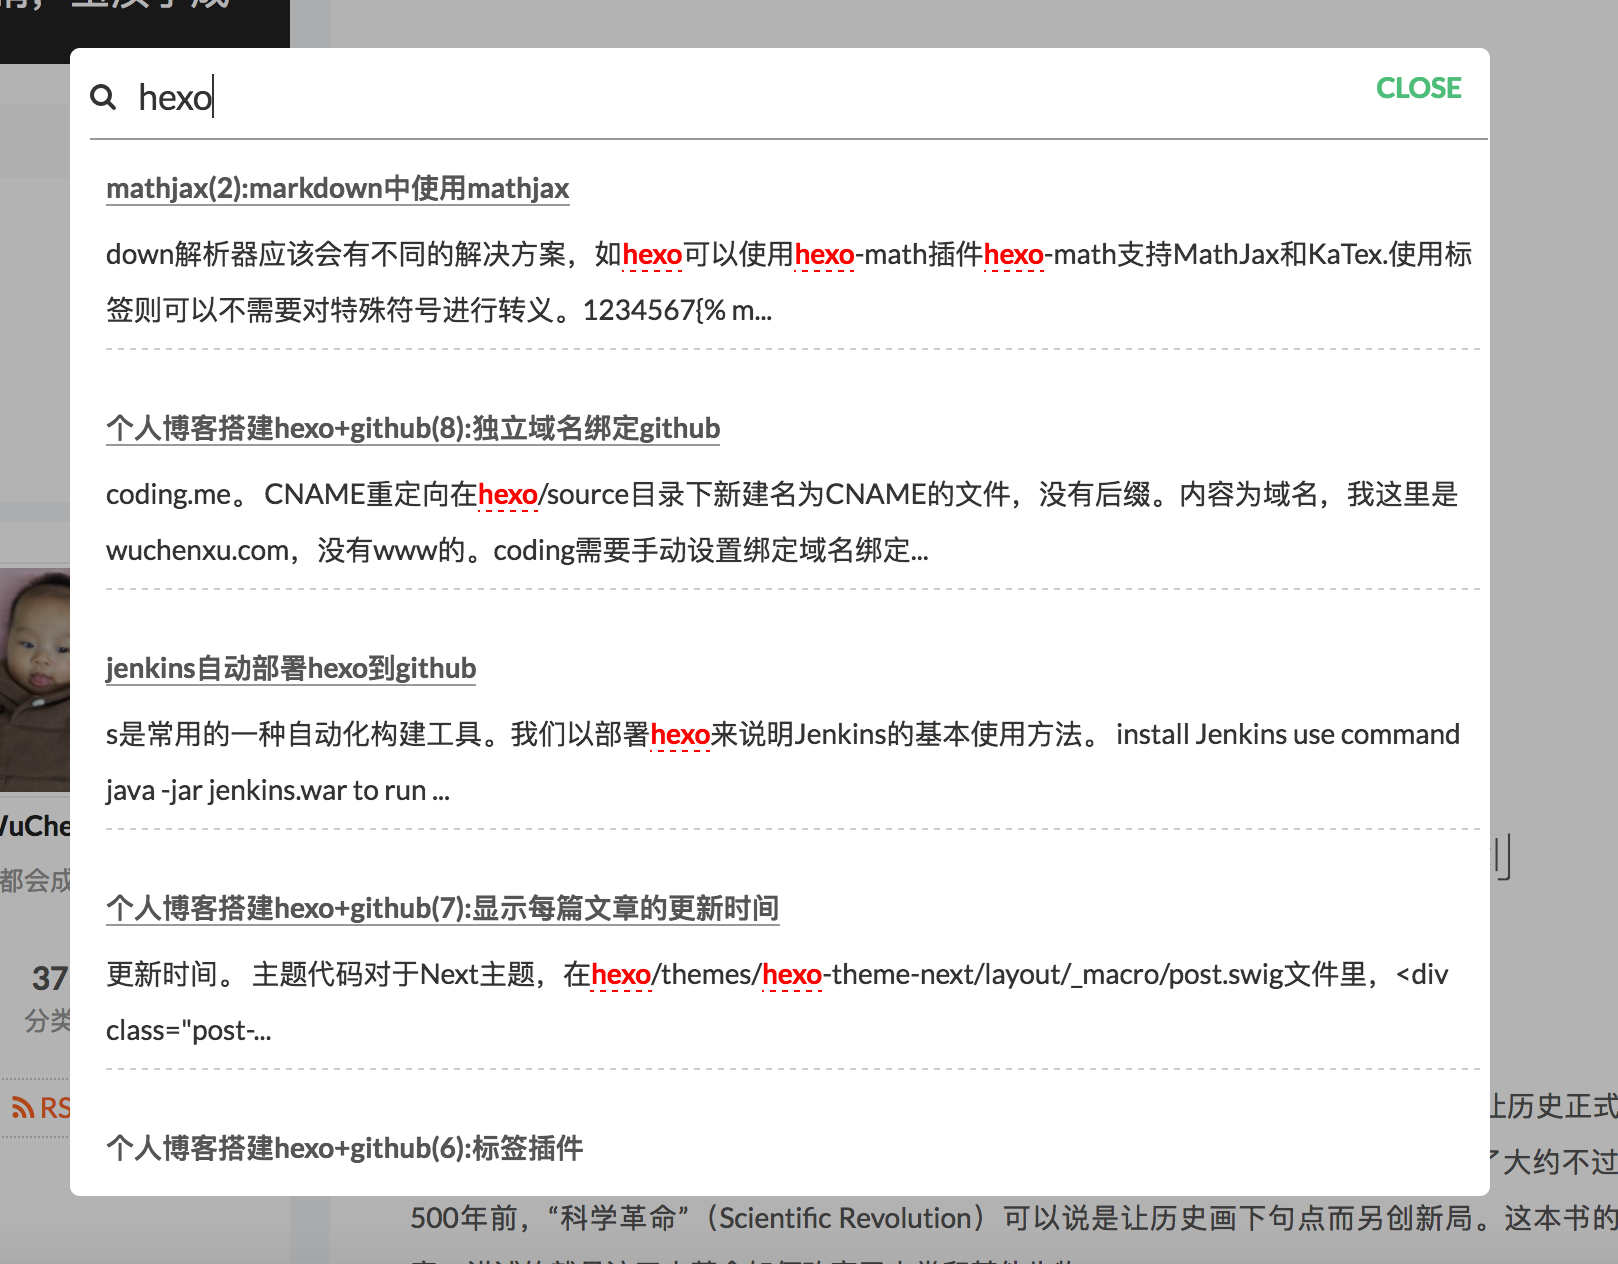 hexo
CLOSE
mathjax(2):markdown中使用mathjax
down解析器应该会有不同的解决方案，如hexo可以使用hexo-math插件hexo-math支持MathJax和KaTex.使用标
签则可以不需要对特殊符号进行转义。1234567{% m...
个人博客搭建hexo+github(8):独立域名绑定github
coding.me。 CNAME重定向在hexo/source目录下新建名为CNAME的文件，没有后缀。内容为域名，我这里是
wuchenxu.com，没有www的。coding需要手动设置绑定域名绑定...
jenkins自动部署hexo到github
s是常用的一种自动化构建工具。我们以部署hexo来说明Jenkins的基本使用方法。 install Jenkins use command
java -jar jenkins.war to run ...
个人博客搭建hexo+github(7):显示每篇文章的更新时间
更新时间。 主题代码对于Next主题，在hexo/themes/hexo-theme-next/layout/_macro/post.swig文件里，<div
class="post-...
个人博客搭建hexo+github(6):标签插件
uChe
都会成
37
分类
RS
让历史正式
了大约不过
500年前，“科学革命”（Scientific Revolution）可以说是让历史画下句点而另创新局。这本书的